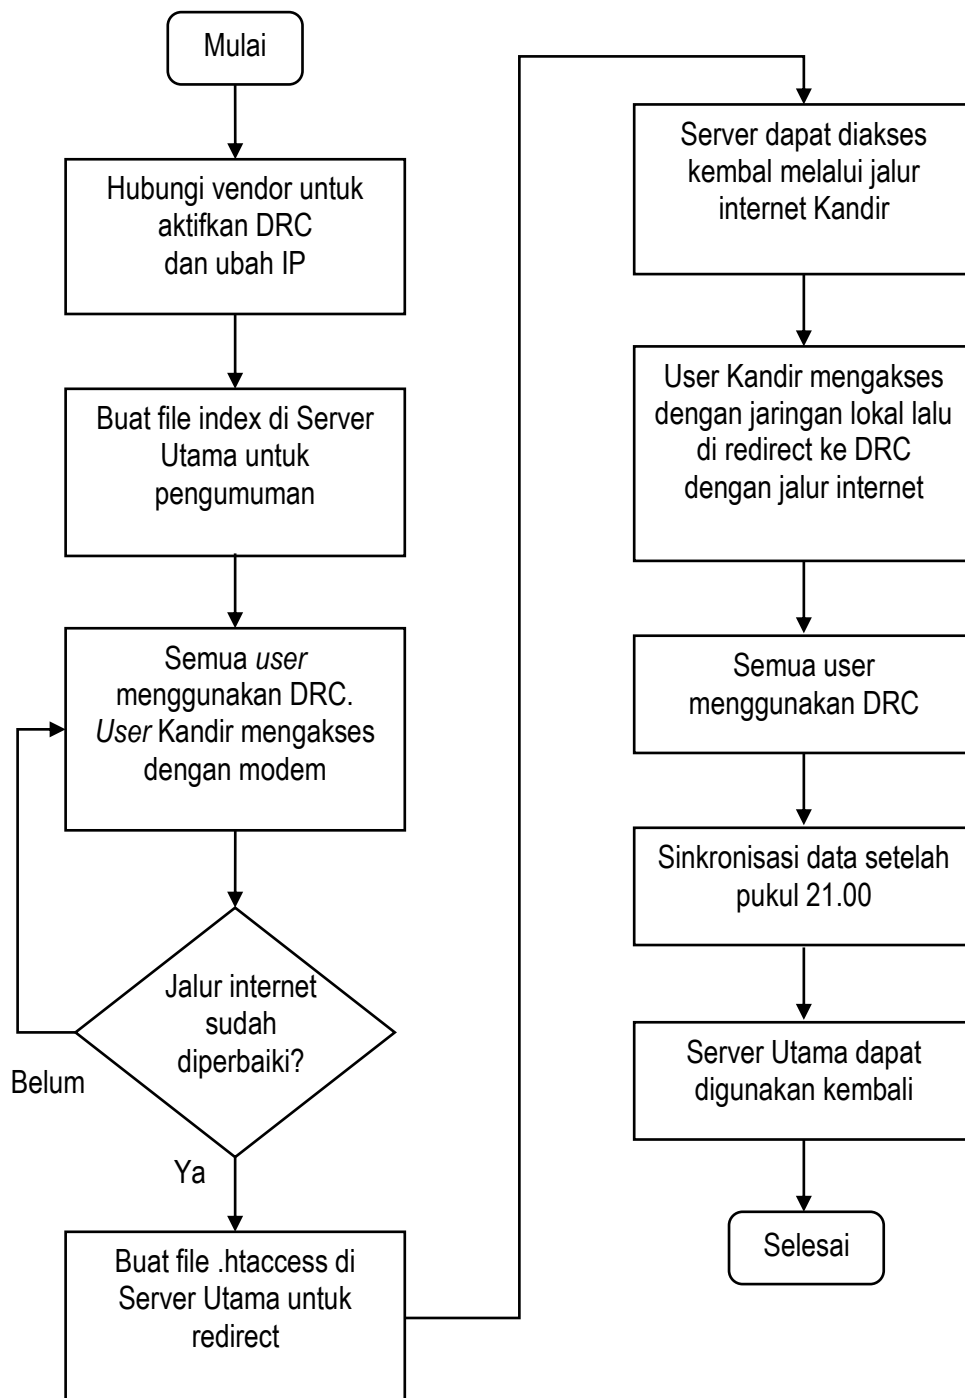 Mulai
Hubungi vendor untuk
aktifkan DRC
dan ubah IP
Buat file index di Server
Utama untuk
pengumuman
Semua user
menggunakan DRC.
User Kandir mengakses
dengan modem
Jalur internet
sudah
diperbaiki?
Belum
Ya
Buat file .htaccess di
Server Utama untuk
redirect
Server dapat diakses
kembal melalui jalur
internet Kandir
User Kandir mengakses
dengan jaringan lokal lalu
di redirect ke DRC
dengan jalur internet
Semua user
menggunakan DRC
Sinkronisasi data setelah
pukul 21.00
Server Utama dapat
digunakan kembali
Selesai